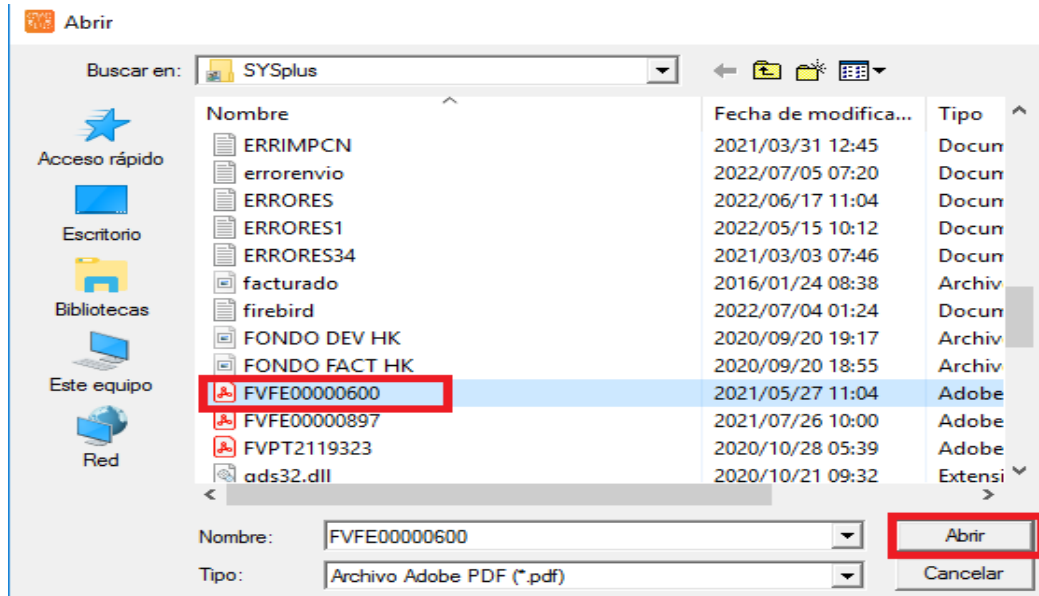 Abrir
Buscar en: SYSplus
Nombre Fecha de modifica... Tipo
ERRIMPCN 2021/03/31 12:45 Docum
errorenvio 2022/07/05 07:20 Docum
ERRORES 2022/06/17 11:04 Docum
ERRORES1 2022/05/15 10:12 Docum
ERRORES34 2021/03/03 07:46 Docum
facturado 2016/01/24 08:38 Archiv
firebird 2022/07/04 01:24 Docum
FONDO DEV HK 2020/09/20 19:17 Archiv
FONDO FACT HK 2020/09/20 18:55 Archiv
FVFE00000600 2021/05/27 11:04 Adobe
FVFE00000897 2021/07/26 10:00 Adobe
FVPT2119323 2020/10/28 05:39 Adobe
gds32.dll 2020/10/21 09:32 Extensi
Acceso rápido
Escritorio
Bibliotecas
Este equipo
Red
Nombre: FVFE00000600 Abrir
Tipo: Archivo Adobe PDF (*.pdf) Cancelar